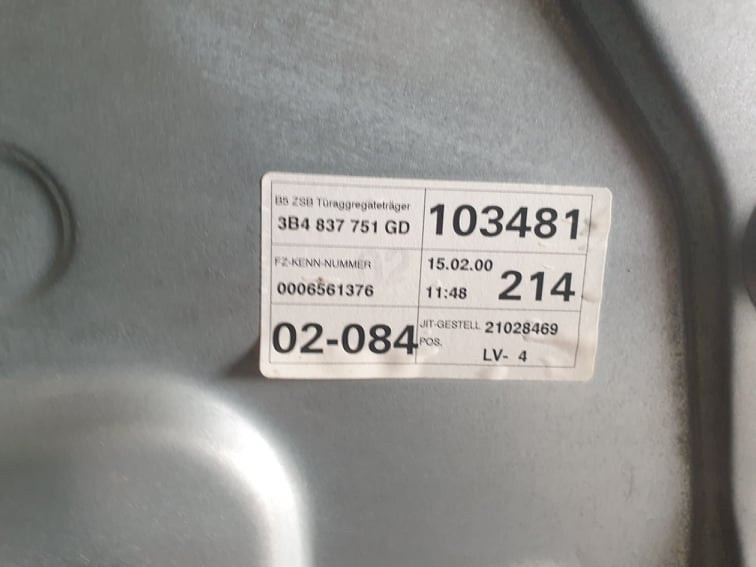 B5 ZSB Türaggregateträger
3B4 837 751 GD
103481
FZ-KENN-NUMMER
0006561376
15.02.00
11:48
214
02-084
JIT-GESTELL 21028469
POS.
LV- 4